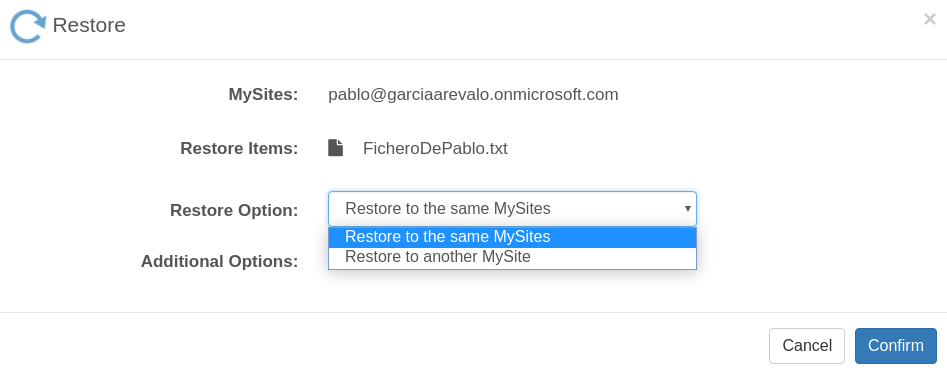 Restore
×
MySites: pablo@garciaarevalo.onmicrosoft.com
Restore Items: FicheroDePablo.txt
Restore Option: Restore to the same MySites
Restore to the same MySites
Restore to another MySite
Additional Options:
Cancel Confirm